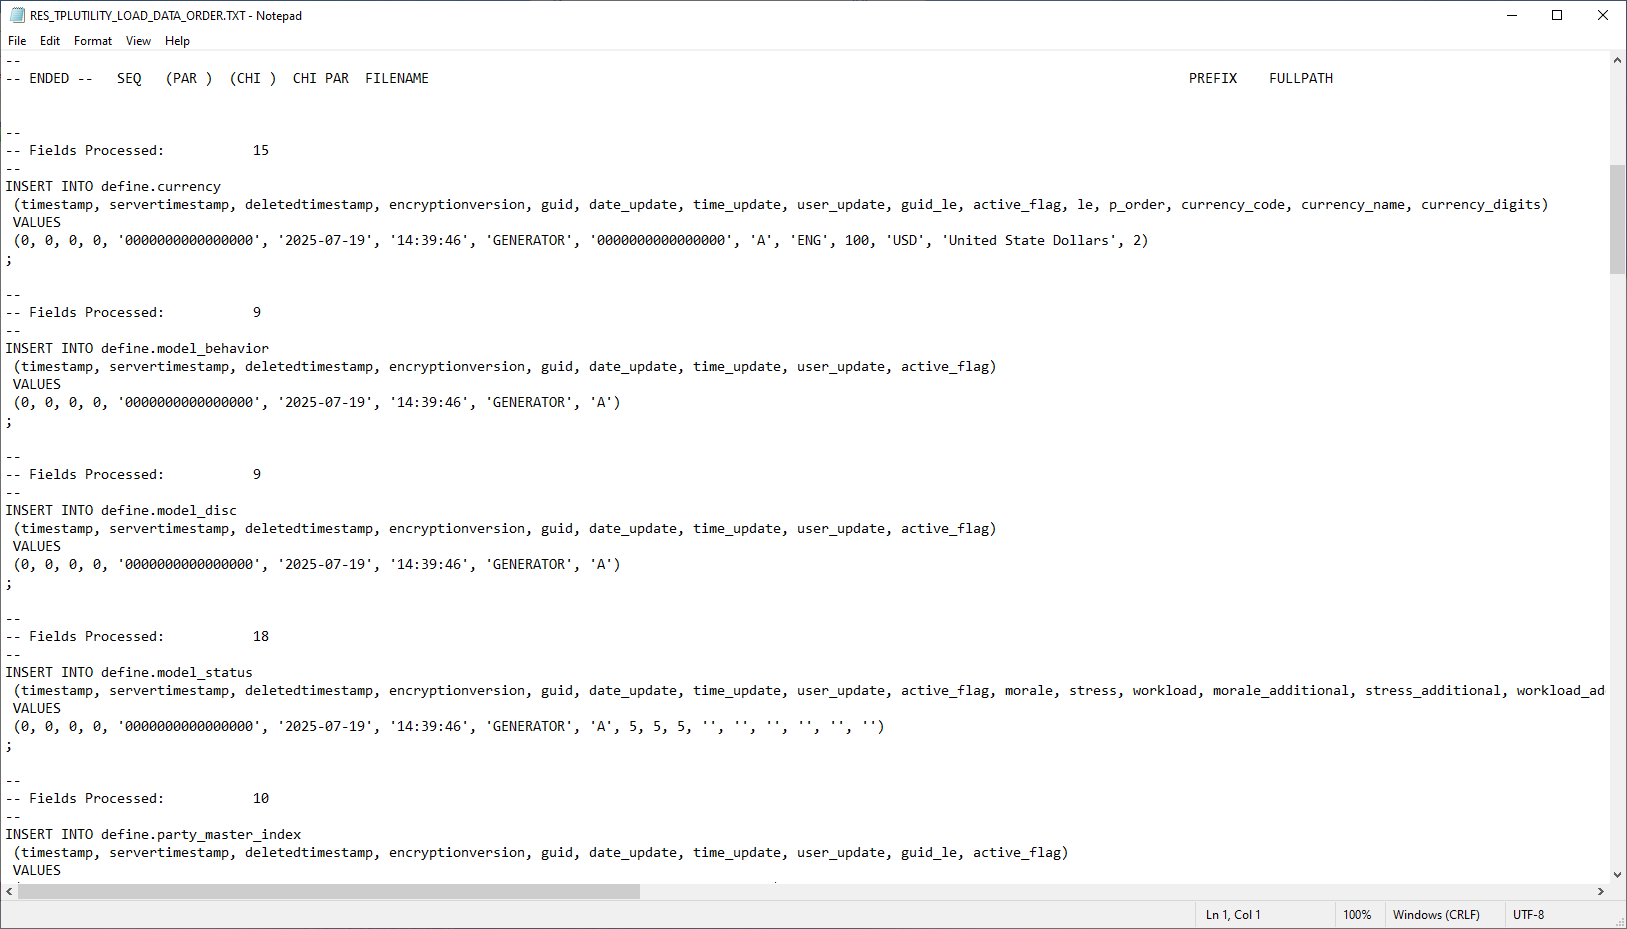 RES_TPLUTILITY_LOAD_DATA_ORDER.TXT - Notepad
File Edit Format View Help
--
-- ENDED -- SEQ (PAR ) (CHI ) CHI PAR FILENAME PREFIX FULLPATH
--
-- Fields Processed: 15
--
INSERT INTO define.currency
(timestamp, servertimestamp, deletedtimestamp, encryptionversion, guid, date_update, time_update, user_update, guid_le, active_flag, le, p_order, currency_code, currency_name, currency_digits)
VALUES
(0, 0, 0, 0, '0000000000000000', '2025-07-19', '14:39:46', 'GENERATOR', '0000000000000000', 'A', 'ENG', 100, 'USD', 'United State Dollars', 2)
;
--
-- Fields Processed: 9
--
INSERT INTO define.model_behavior
(timestamp, servertimestamp, deletedtimestamp, encryptionversion, guid, date_update, time_update, user_update, active_flag)
VALUES
(0, 0, 0, 0, '0000000000000000', '2025-07-19', '14:39:46', 'GENERATOR', 'A')
;
--
-- Fields Processed: 9
--
INSERT INTO define.model_disc
(timestamp, servertimestamp, deletedtimestamp, encryptionversion, guid, date_update, time_update, user_update, active_flag)
VALUES
(0, 0, 0, 0, '0000000000000000', '2025-07-19', '14:39:46', 'GENERATOR', 'A')
;
--
-- Fields Processed: 18
--
INSERT INTO define.model_status
(timestamp, servertimestamp, deletedtimestamp, encryptionversion, guid, date_update, time_update, user_update, active_flag, morale, stress, workload, morale_additional, stress_additional, workload_ad
VALUES
(0, 0, 0, 0, '0000000000000000', '2025-07-19', '14:39:46', 'GENERATOR', 'A', 5, 5, 5, '', '', '', '', '', '')
;
--
-- Fields Processed: 10
--
INSERT INTO define.party_master_index
(timestamp, servertimestamp, deletedtimestamp, encryptionversion, guid, date_update, time_update, user_update, guid_le, active_flag)
VALUES
Ln 1, Col 1 100% Windows (CRLF) UTF-8